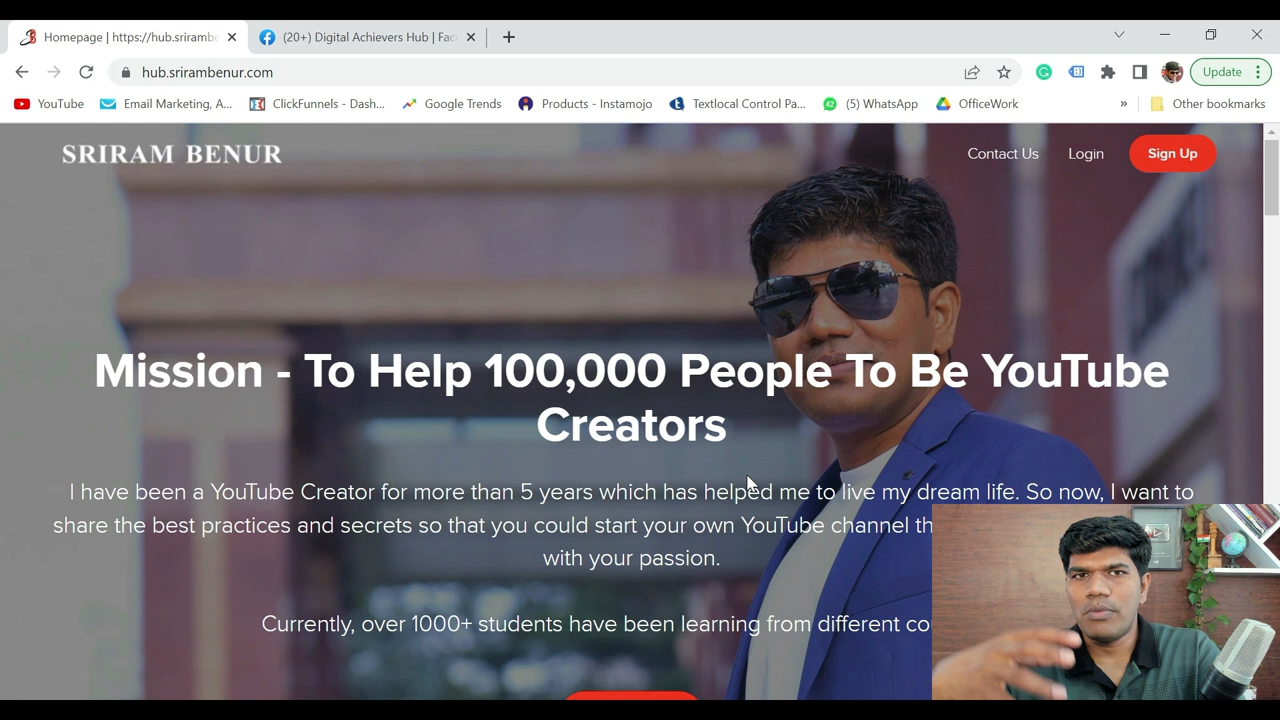 Homepage | https://hub.srirambe
(20+) Digital Achievers Hub | Fac
hub.srirambenur.com
Update
YouTube
Email Marketing, A...
ClickFunnels - Dash...
Google Trends
Products - Instamojo
Textlocal Control Pa...
(5) WhatsApp
OfficeWork
»
Other bookmarks
SRIRAM BENUR
Contact Us
Login
Sign Up
Mission - To Help 100,000 People To Be YouTube
Creators
I have been a YouTube Creator for more than 5 years which has helped me to live my dream life. So now, I want to
share the best practices and secrets so that you could start your own YouTube channel th
with your passion.
Currently, over 1000+ students have been learning from different co